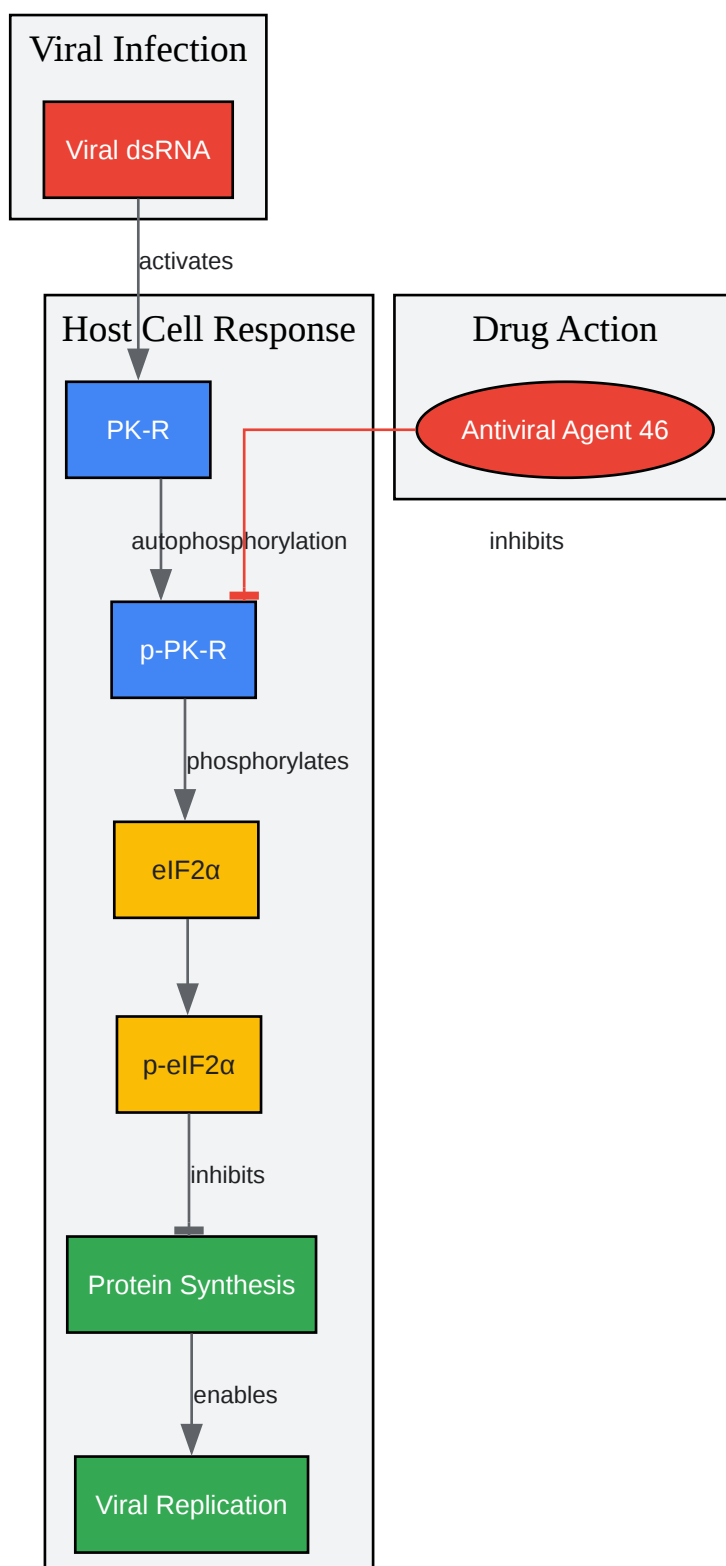 Viral Infection
Viral dsRNA
activates
Host Cell Response
Drug Action
PK-R
Antiviral Agent 46
autophosphorylation
inhibits
p-PK-R
phosphorylates
eIF2α
p-eIF2α
inhibits
Protein Synthesis
enables
Viral Replication